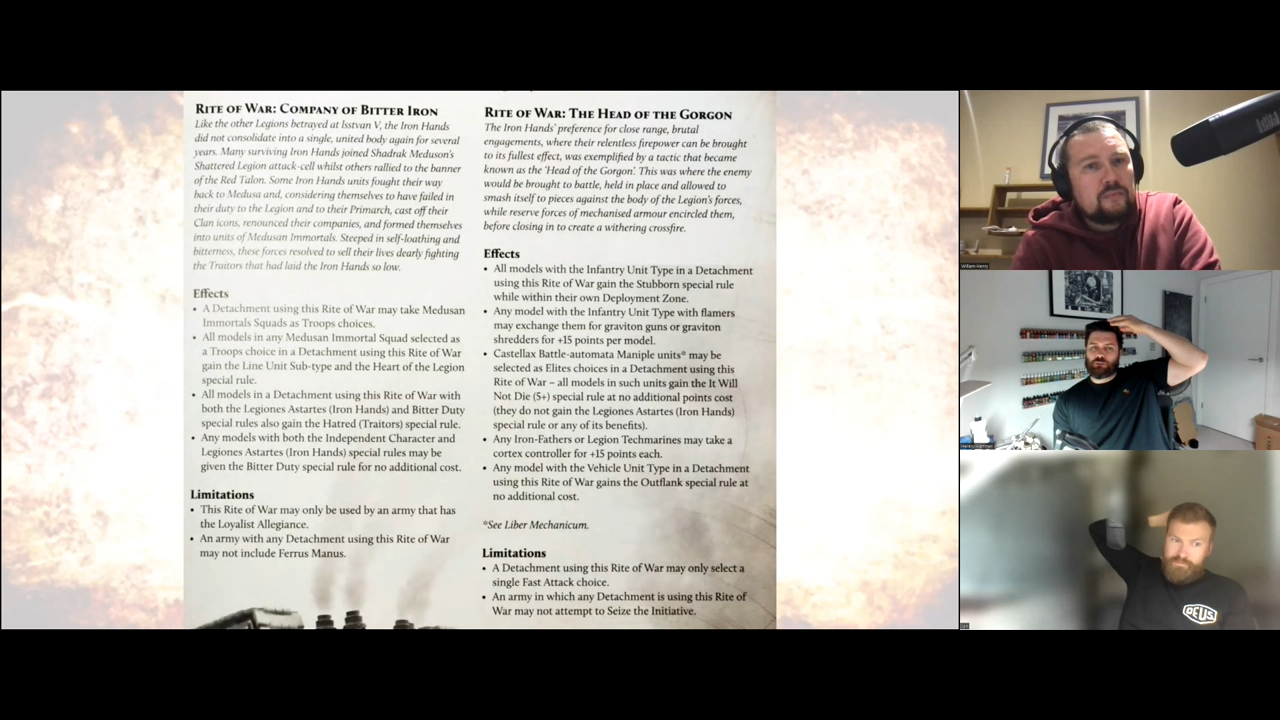 RITE OF WAR: COMPANY OF BITTER IRON
Like the other Legions betrayed at Isstvan V, the Iron Hands
did not consolidate into a single, united body again for several
years. Many surviving Iron Hands joined Shadrak Meduson's
Shattered Legion attack-cell whilst others rallied to the banner
of the Red Talon. Some Iron Hands units fought their way
back to Medusa and, considering themselves to have failed in
their duty to the Legion and to their Primarch, cast off their
Clan icons, renounced their companies, and formed themselves
into units of Medusan Immortals. Steeped in self-loathing and
bitterness, these forces resolved to sell their lives dearly fighting
the Traitors that had laid the Iron Hands so low.
Effects
• A Detachment using this Rite of War may take Medusan
Immortals Squads as Troops choices.
• All models in any Medusan Immortal Squad selected as
a Troops choice in a Detachment using this Rite of War
gain the Line Unit Sub-type and the Heart of the Legion
special rule.
• All models in a Detachment using this Rite of War with
both the Legiones Astartes (Iron Hands) and Bitter Duty
special rules also gain the Hatred (Traitors) special rule.
• Any models with both the Independent Character and
Legiones Astartes (Iron Hands) special rules may be
given the Bitter Duty special rule for no additional cost.
Limitations
• This Rite of War may only be used by an army that has
the Loyalist Allegiance.
• An army with any Detachment using this Rite of War
may not include Ferrus Manus.
RITE OF WAR: THE HEAD OF THE GORGON
The Iron Hands' preference for close range, brutal
engagements, where their relentless firepower can be brought
to its fullest effect, was exemplified by a tactic that became
known as the 'Head of the Gorgon'. This was where the enemy
would be brought to battle, held in place and allowed to
smash itself to pieces against the body of the Legion's forces,
while reserve forces of mechanised armour encircled them,
before closing in to create a withering crossfire.
Effects
• All models with the Infantry Unit Type in a Detachment
using this Rite of War gain the Stubborn special rule
while within their own Deployment Zone.
• Any model with the Infantry Unit Type with flamers
may exchange them for graviton guns or graviton
shredders for +15 points per model.
• Castellax Battle-automata Maniple units* may be
selected as Elites choices in a Detachment using this
Rite of War – all models in such units gain the It Will
Not Die (5+) special rule at no additional points cost
(they do not gain the Legiones Astartes (Iron Hands)
special rule or any of its benefits).
• Any Iron-Fathers or Legion Techmarines may take a
cortex controller for +15 points each.
• Any model with the Vehicle Unit Type in a Detachment
using this Rite of War gains the Outflank special rule at
no additional cost.
*See Liber Mechanicum.
Limitations
• A Detachment using this Rite of War may only select a
single Fast Attack choice.
• An army in which any Detachment is using this Rite of
War may not attempt to Seize the Initiative.
DEUS